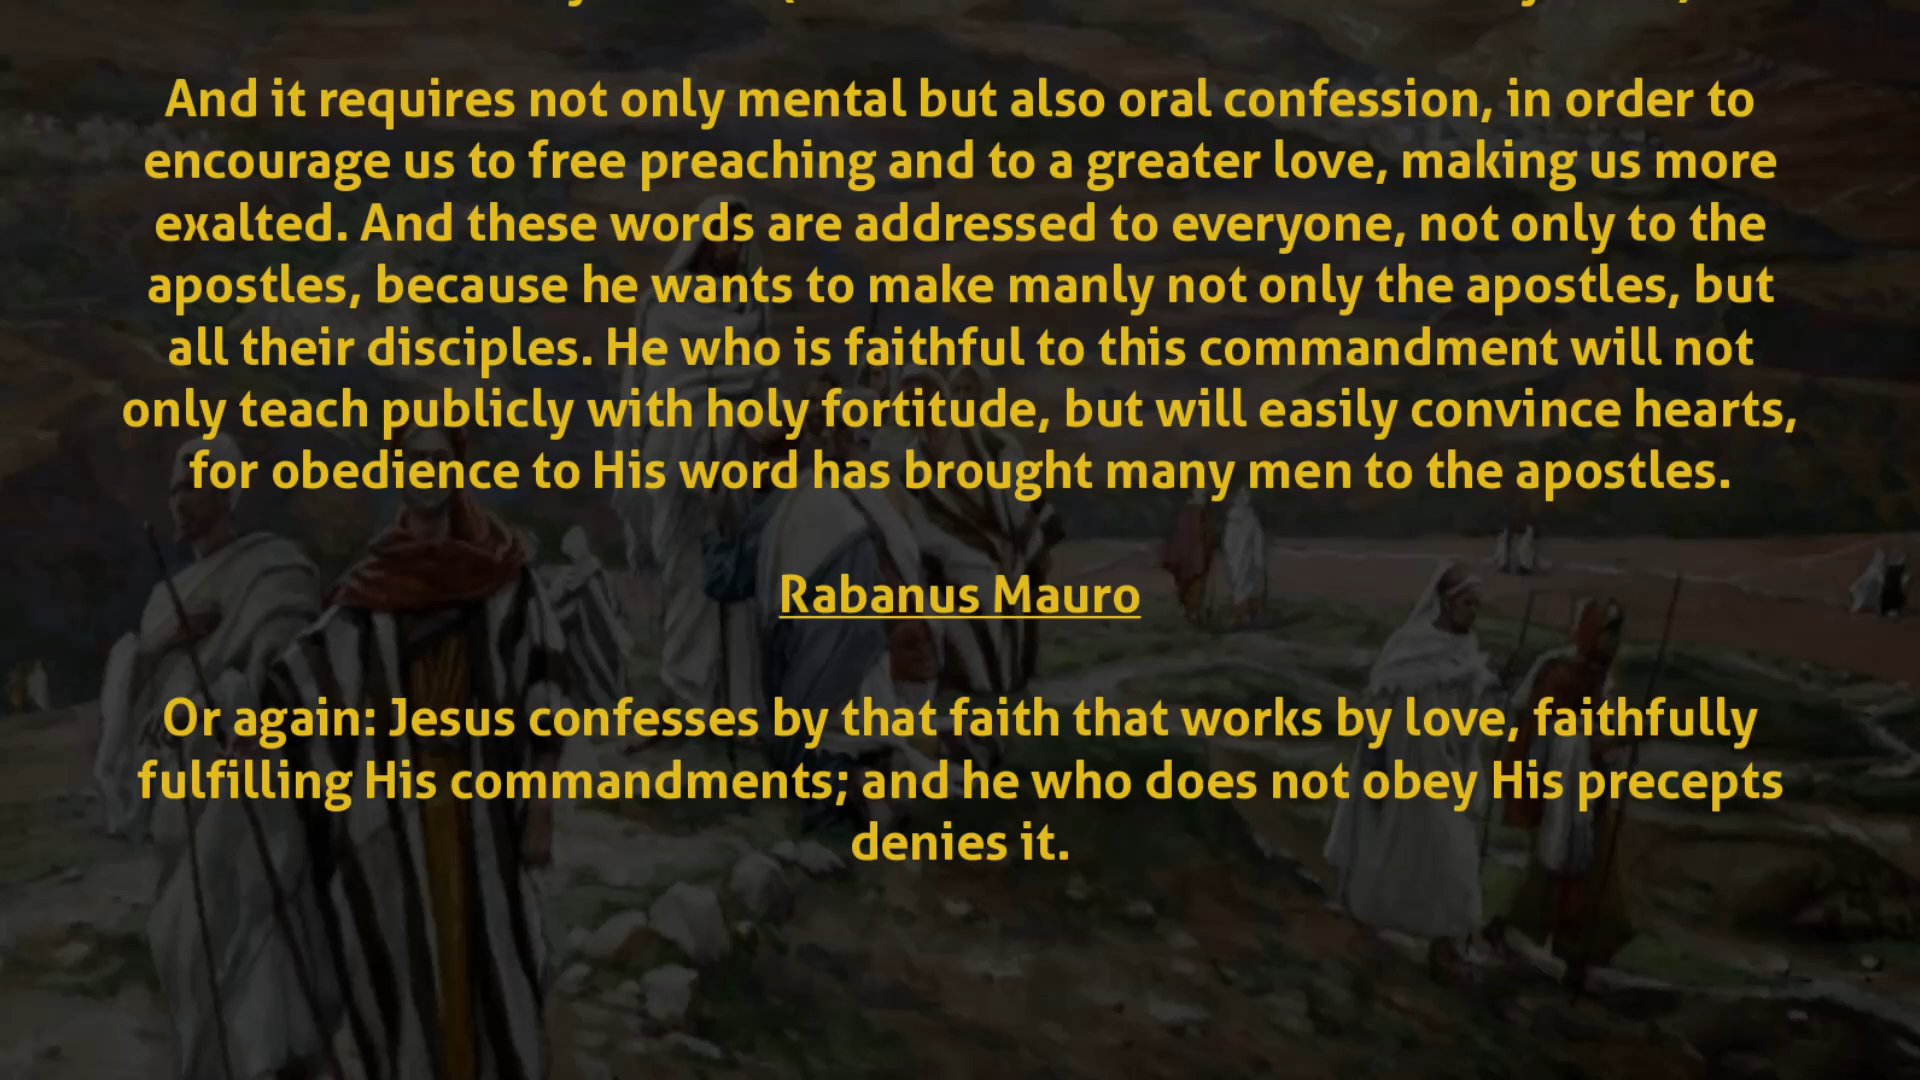 And it requires not only mental but also oral confession, in order to
encourage us to free preaching and to a greater love, making us more
exalted. And these words are addressed to everyone, not only to the
apostles, because he wants to make manly not only the apostles, but
all their disciples. He who is faithful to this commandment will not
only teach publicly with holy fortitude, but will easily convince hearts,
for obedience to His word has brought many men to the apostles.
Rabanus Mauro
Or again: Jesus confesses by that faith that works by love, faithfully
fulfilling His commandments; and he who does not obey His precepts
denies it.